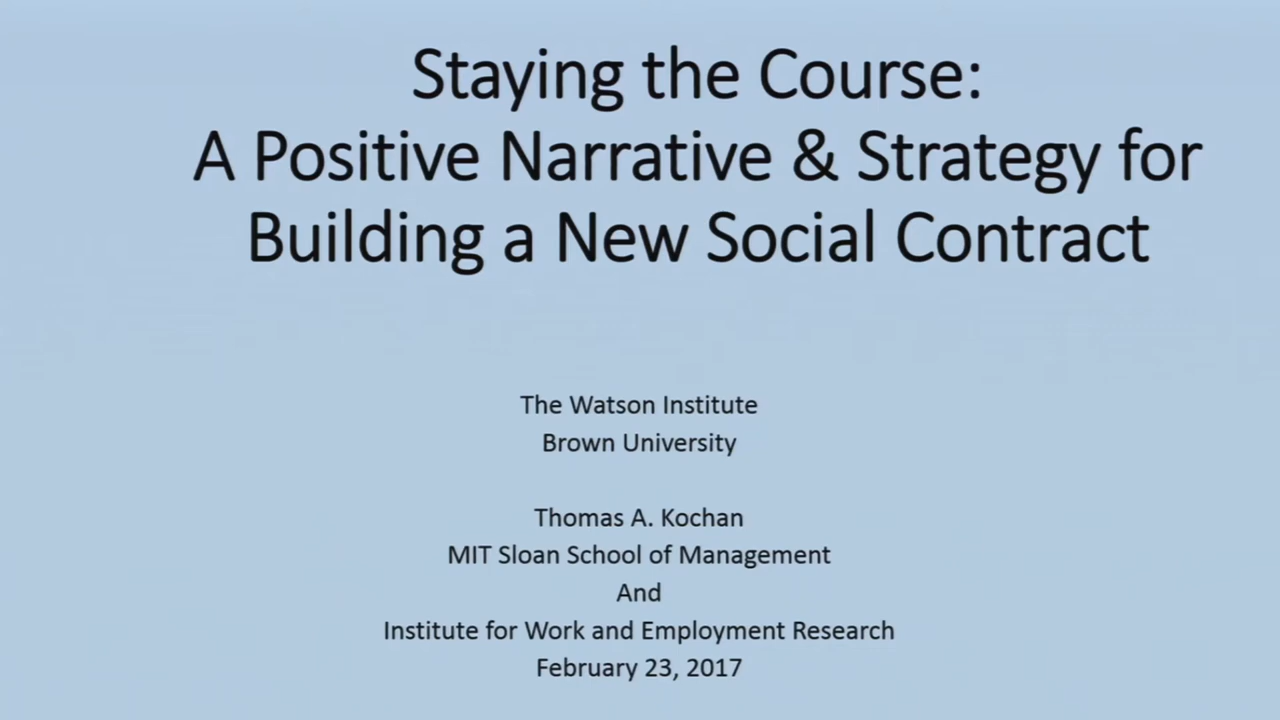 Staying the Course:
A Positive Narrative & Strategy for
Building a New Social Contract
The Watson Institute
Brown University
Thomas A. Kochan
MIT Sloan School of Management
And
Institute for Work and Employment Research
February 23, 2017